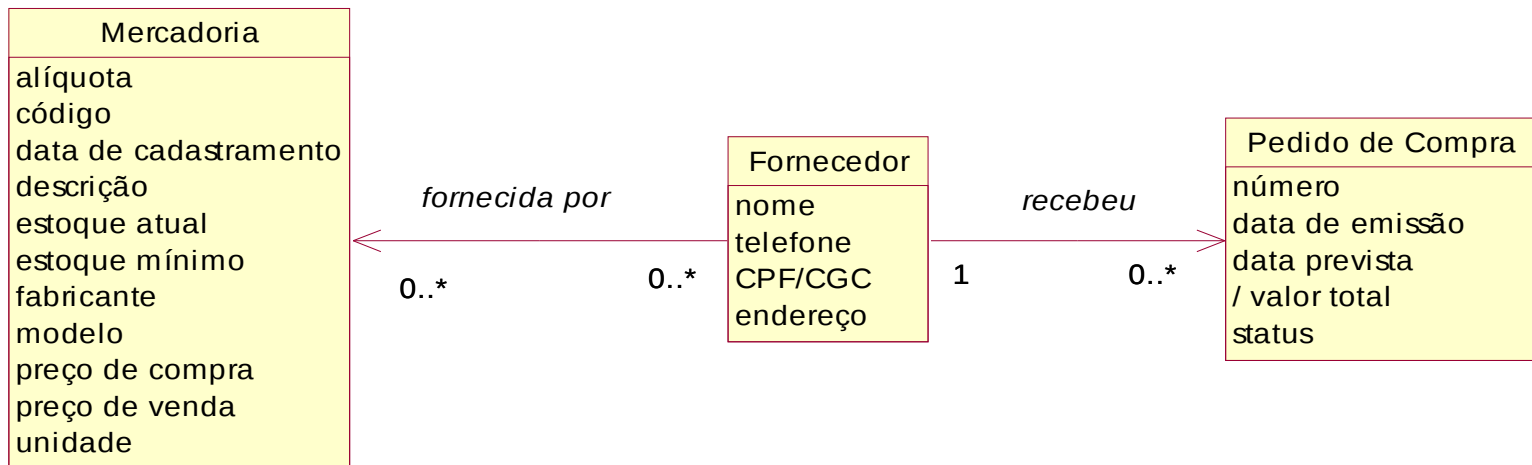 Mercadoria
alíquota
código
data de cadastramento
descrição
estoque atual
estoque mínimo
fabricante
modelo
preço de compra
preço de venda
unidade
fornecida por
0..*
0..*
Fornecedor
nome
telefone
CPF/CGC
endereço
recebeu
1
0..*
Pedido de Compra
número
data de emissão
data prevista
/ valor total
status